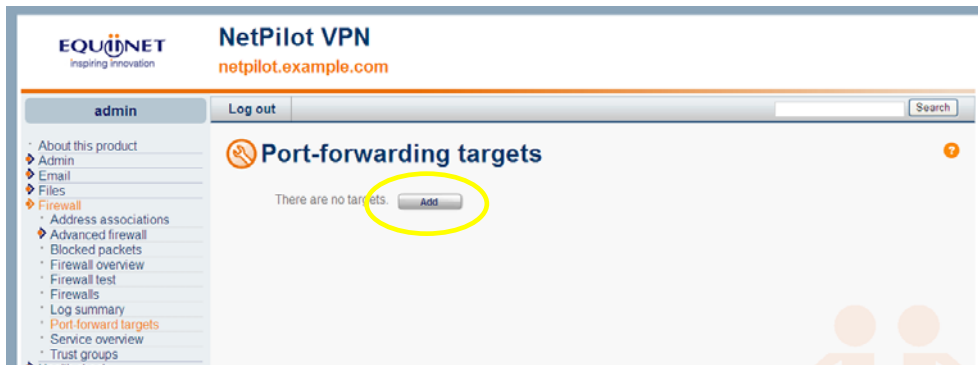 EQUIINET
inspiring innovation
NetPilot VPN
netpilot.example.com
admin
Log out
Search
About this product
Admin
Email
Files
Firewall
Address associations
Advanced firewall
Blocked packets
Firewall overview
Firewall test
Firewalls
Log summary
Port-forward targets
Service overview
Trust groups
Port-forwarding targets
?
There are no targets. Add